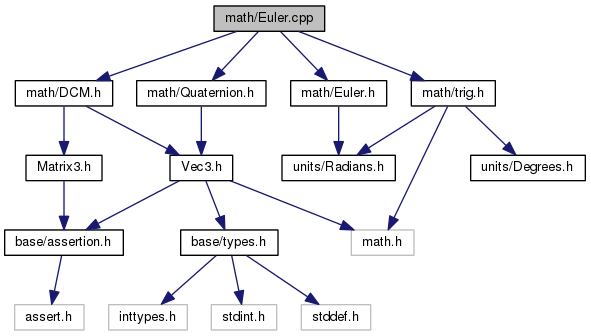 math/Euler.cpp
math/DCM.h
math/Quaternion.h
math/Euler.h
math/trig.h
Matrix3.h
Vec3.h
units/Radians.h
units/Degrees.h
base/assertion.h
base/types.h
math.h
assert.h
inttypes.h
stdint.h
stddef.h